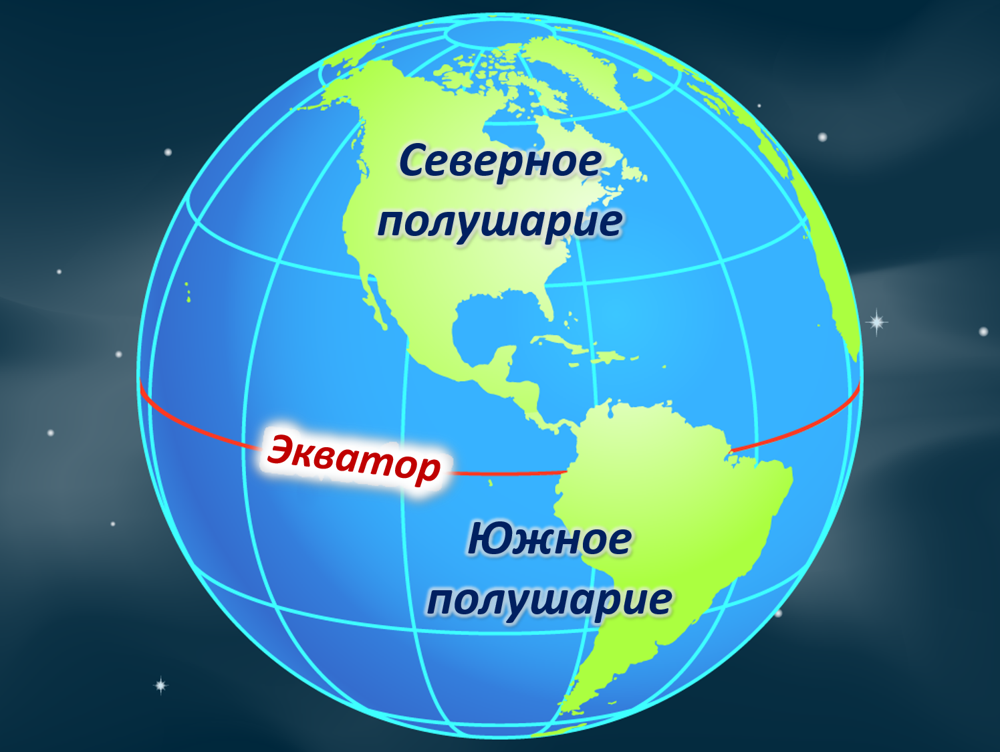 Северное
полушарие
Экватор
Южное
полушарие